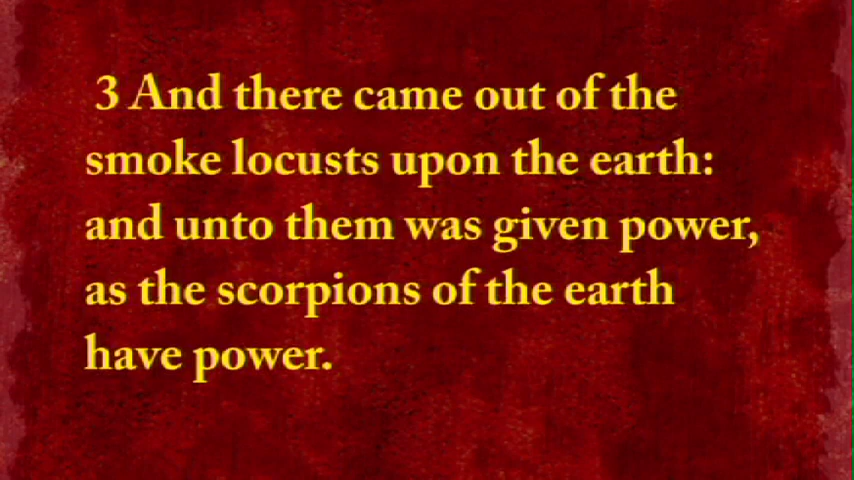 3 And there came out of the
smoke locusts upon the earth:
and unto them was given power,
as the scorpions of the earth
have power.